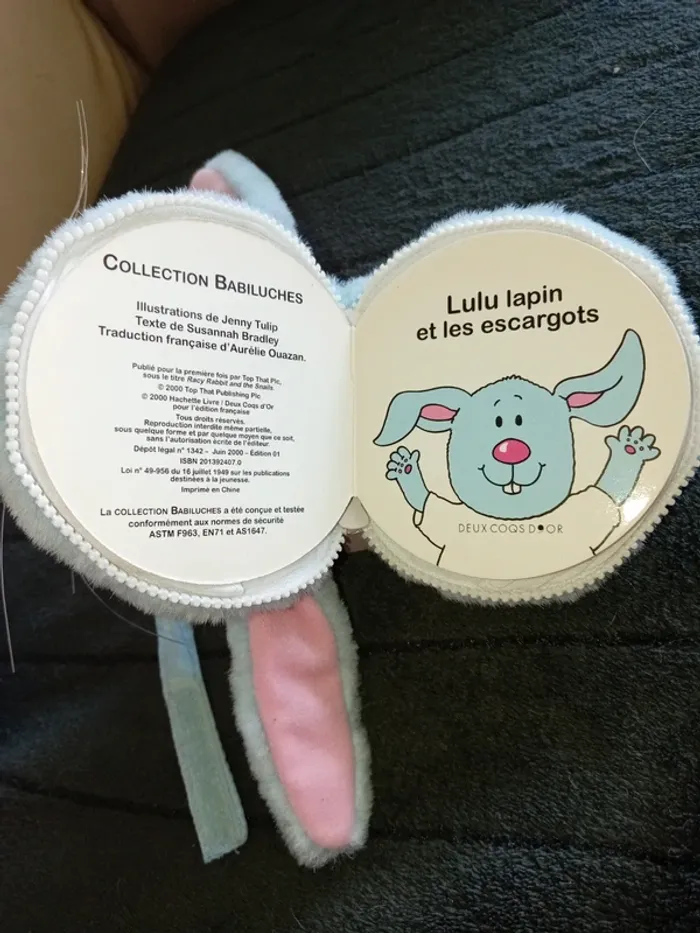 COLLECTION BABILUCHES
Illustrations de Jenny Tulip
Texte de Susannah Bradley
Traduction française d'Aurélie Ouazan.
Publié pour la première fois par Top That Plc,
sous le titre Racy Rabbit and the Snails.
© 2000 Top That Publishing Plc
© 2000 Hachette Livre / Deux Coqs d'Or
pour l'édition française
Tous droits réservés.
Reproduction interdite même partielle,
sous quelque forme et par quelque moyen que ce soit,
sans l'autorisation écrite de l'éditeur.
Dépôt légal n° 1342 – Juin 2000 - Édition 01
ISBN 201392407.0
Loi n° 49-956 du 16 juillet 1949 sur les publications
destinées à la jeunesse.
Imprimé en Chine
La COLLECTION BABILUCHES a été conçue et testée
conformément aux normes de sécurité
ASTM F963, EN71 et AS1647.
Lulu lapin
et les escargots
DEUX COQS D'OR